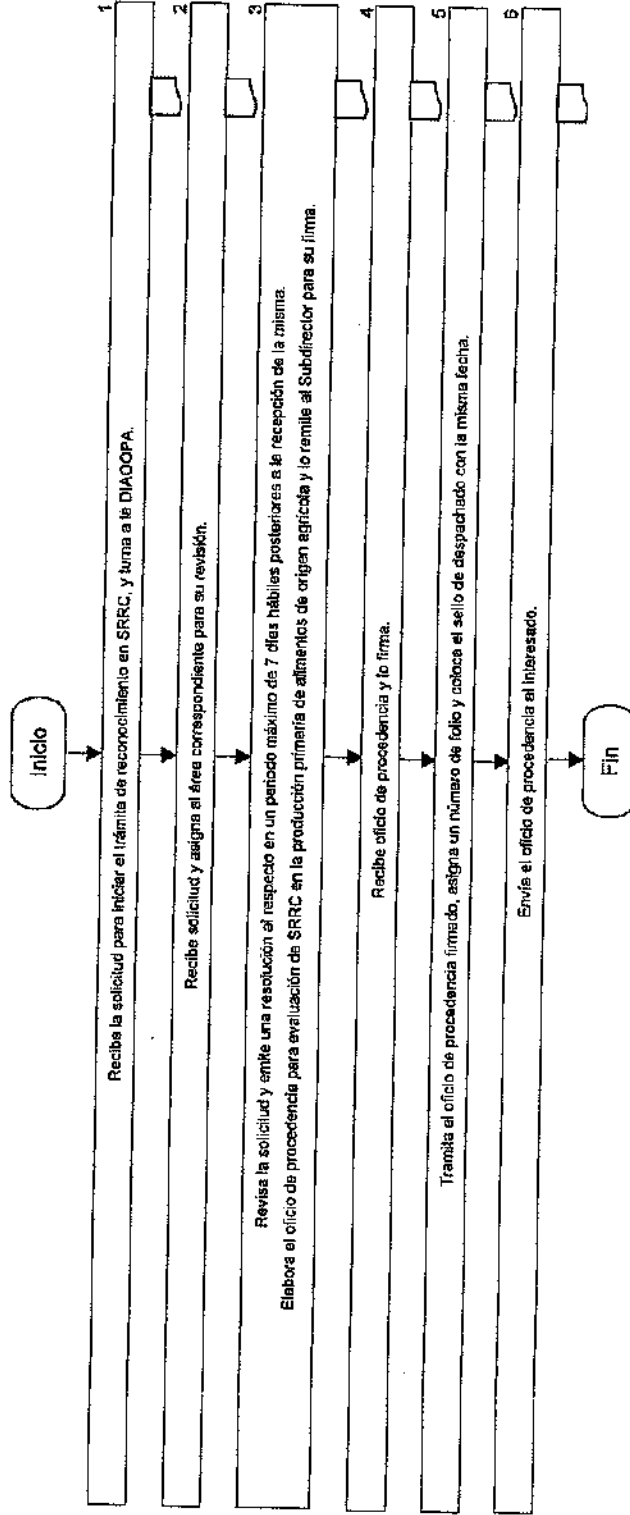 Inicio
1
Recibe la solicitud para iniciar el trámite de reconocimiento en SRRC, y turna a la DIAOOPA.
2
Recibe solicitud y asigna al área correspondiente para su revisión.
3
Revisa la solicitud y emite una resolución al respecto en un periodo máximo de 7 días hábiles posteriores a la recepción de la misma.
Elabora el oficio de procedencia para evaluación de SRRC en la producción primaria de alimentos de origen agrícola y lo remite al Subdirector para su firma.
4
Recibe oficio de procedencia y lo firma.
5
Tramita el oficio de procedencia firmado, asigna un número de folio y coloca el sello de despachado con la misma fecha.
6
Envía el oficio de procedencia al interesado.
Fin